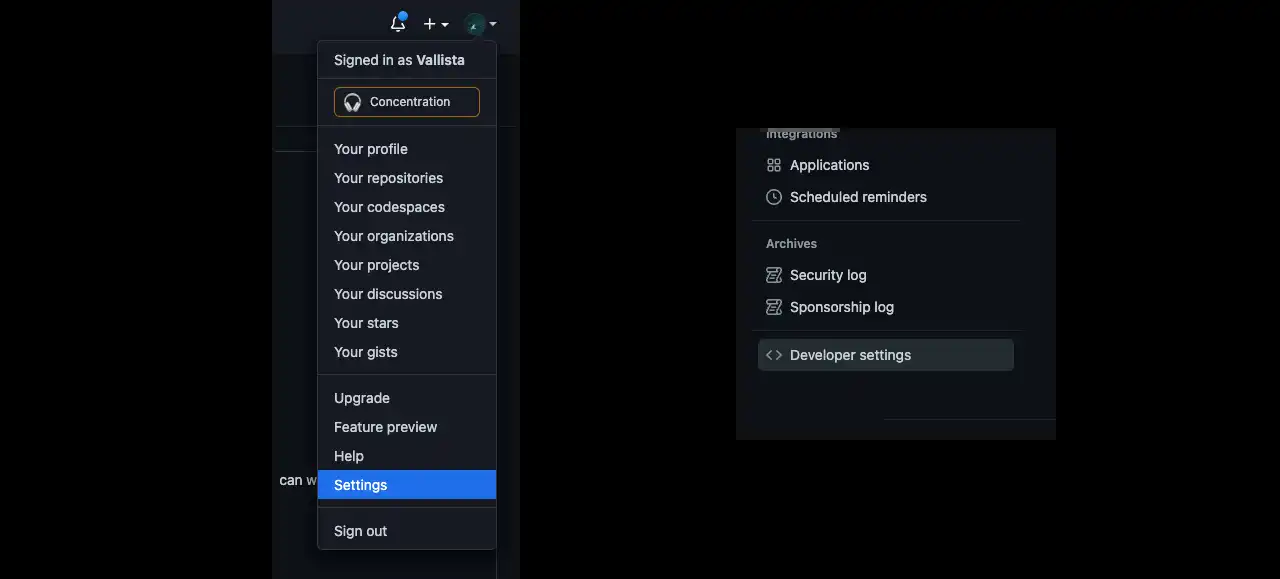 Signed in as Vallista
Concentration
Your profile
Your repositories
Your codespaces
Your organizations
Your projects
Your discussions
Your stars
Your gists
Upgrade
Feature preview
Help
can w
Settings
Sign out
Integrations
Applications
Scheduled reminders
Archives
Security log
Sponsorship log
<> Developer settings